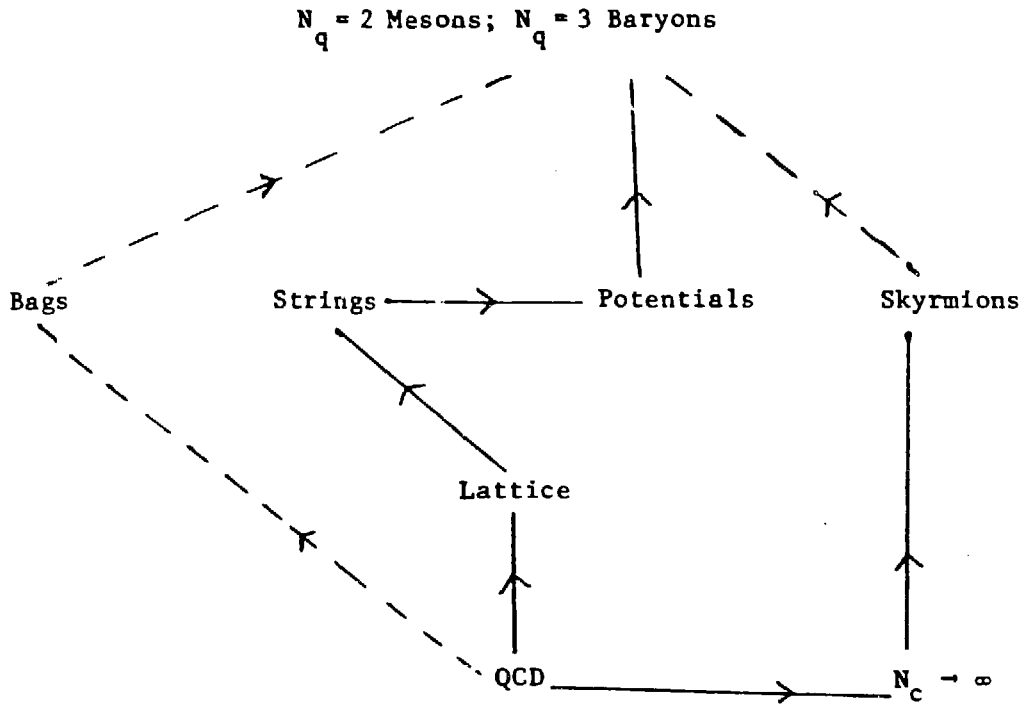 N_q = 2 Mesons; N_q = 3 Baryons
Bags Strings Potentials Skyrmions
Lattice
QCD N_c → ∞